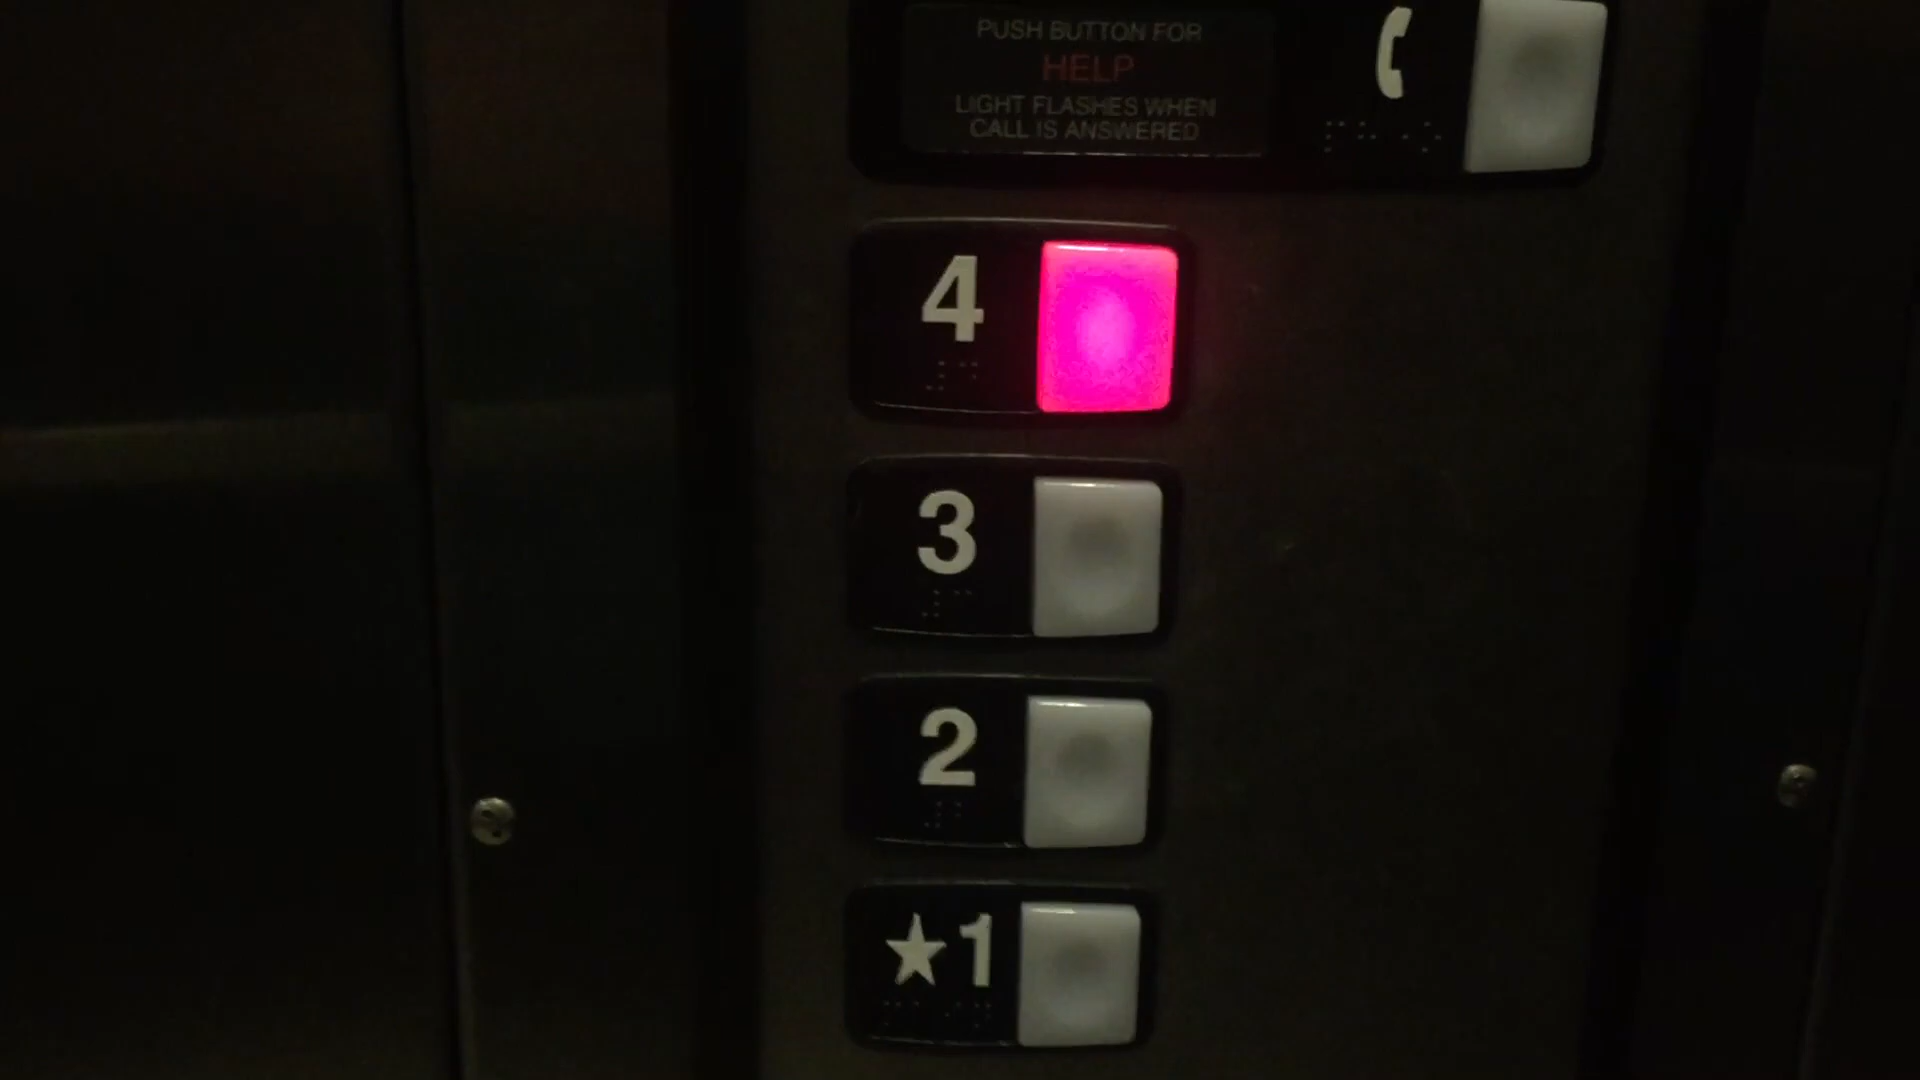 PUSH BUTTON FOR
HELP
LIGHT FLASHES WHEN
CALL IS ANSWERED
4
3
2
★1